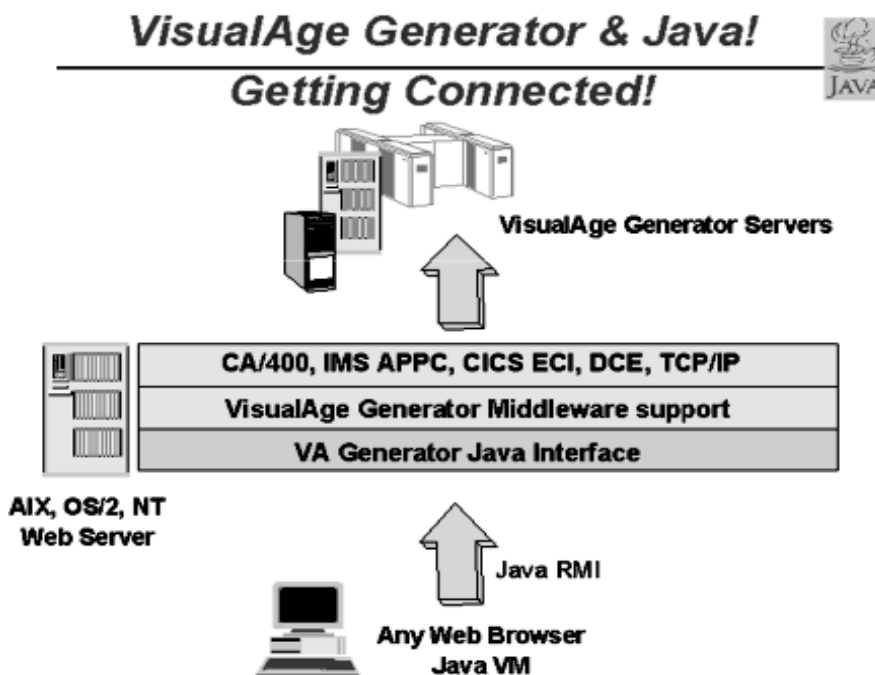 VisualAge Generator & Java!
Getting Connected!
JAVA
VisualAge Generator Servers
CA/400, IMS APPC, CICS ECI, DCE, TCP/IP
VisualAge Generator Middleware support
VA Generator Java Interface
AIX, OS/2, NT
Web Server
Java RMI
Any Web Browser
Java VM